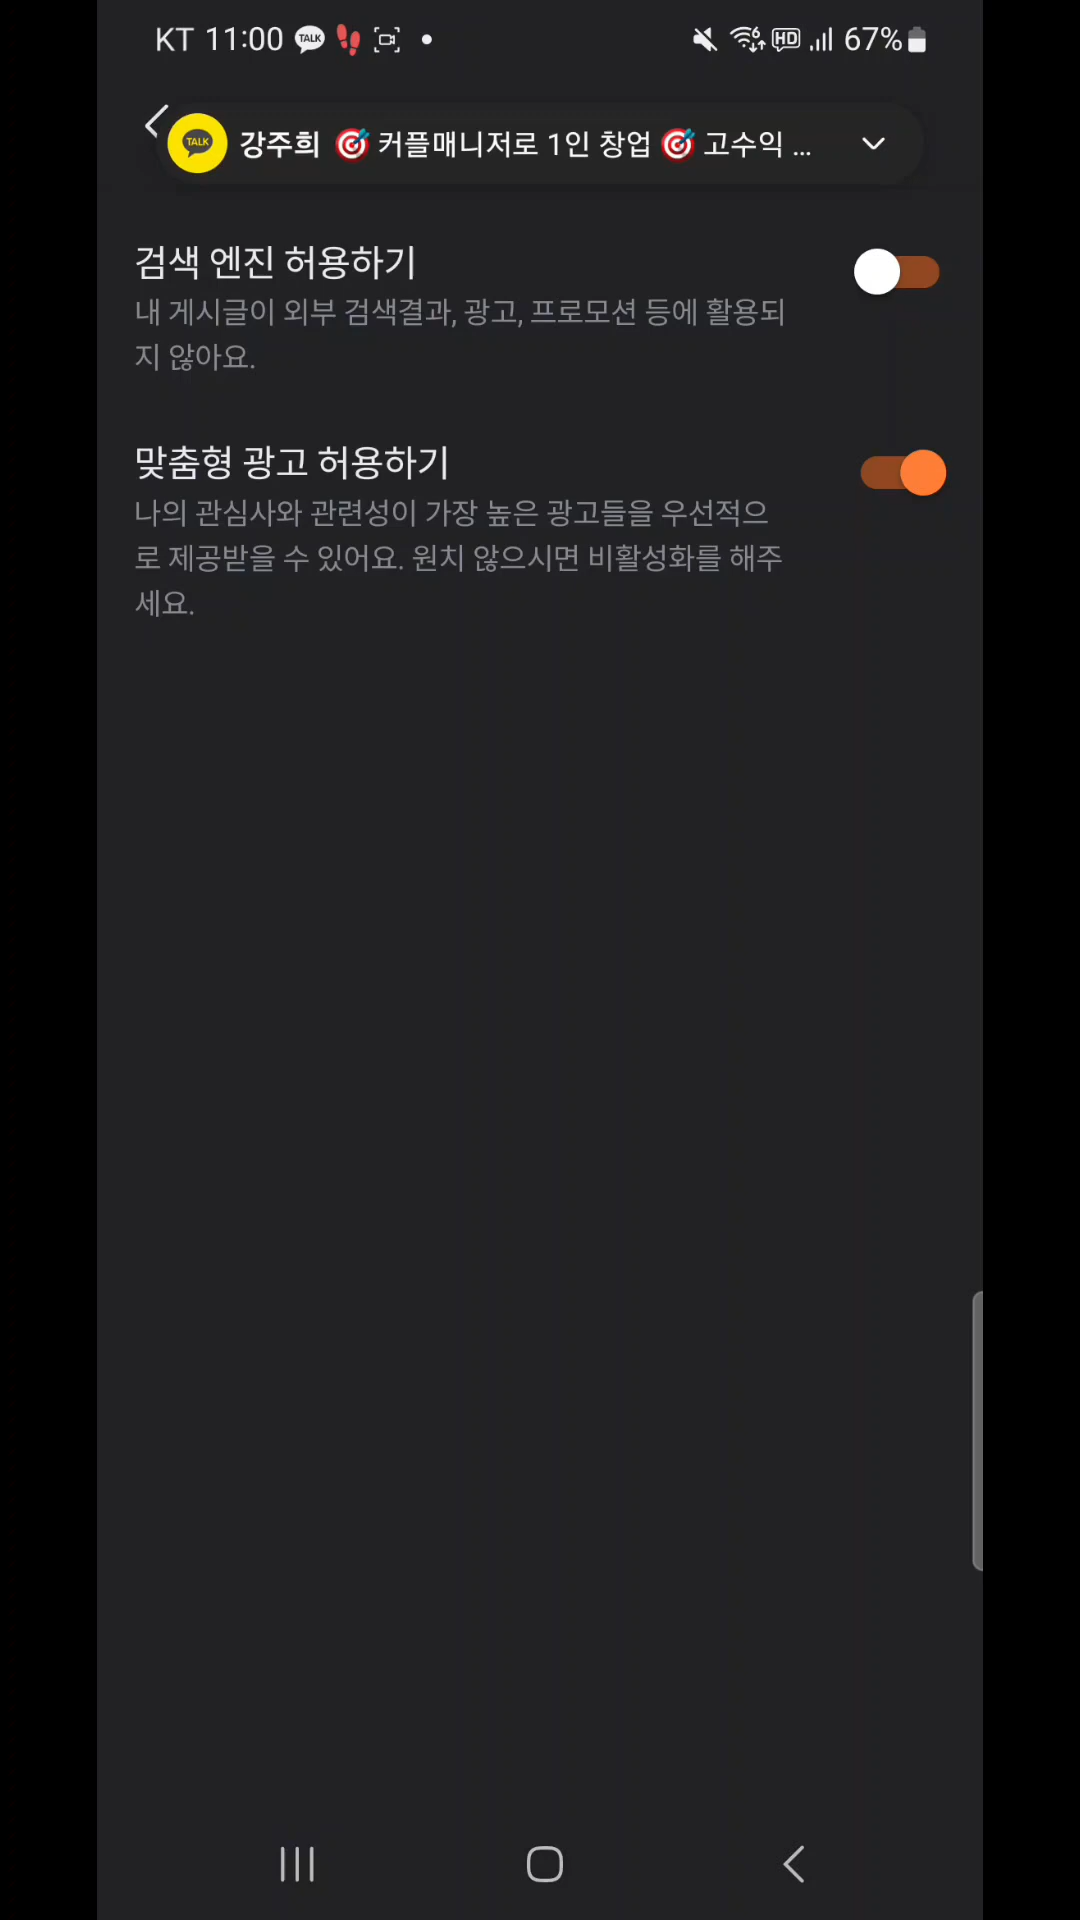 KT 11:00 TALK
6 HD 67%
TALK 강주희 🎯 커플매니저로 1인 창업 🎯 고수익 ...
검색 엔진 허용하기
내 게시글이 외부 검색결과, 광고, 프로모션 등에 활용되
지 않아요.
맞춤형 광고 허용하기
나의 관심사와 관련성이 가장 높은 광고들을 우선적으
로 제공받을 수 있어요. 원치 않으시면 비활성화를 해주
세요.